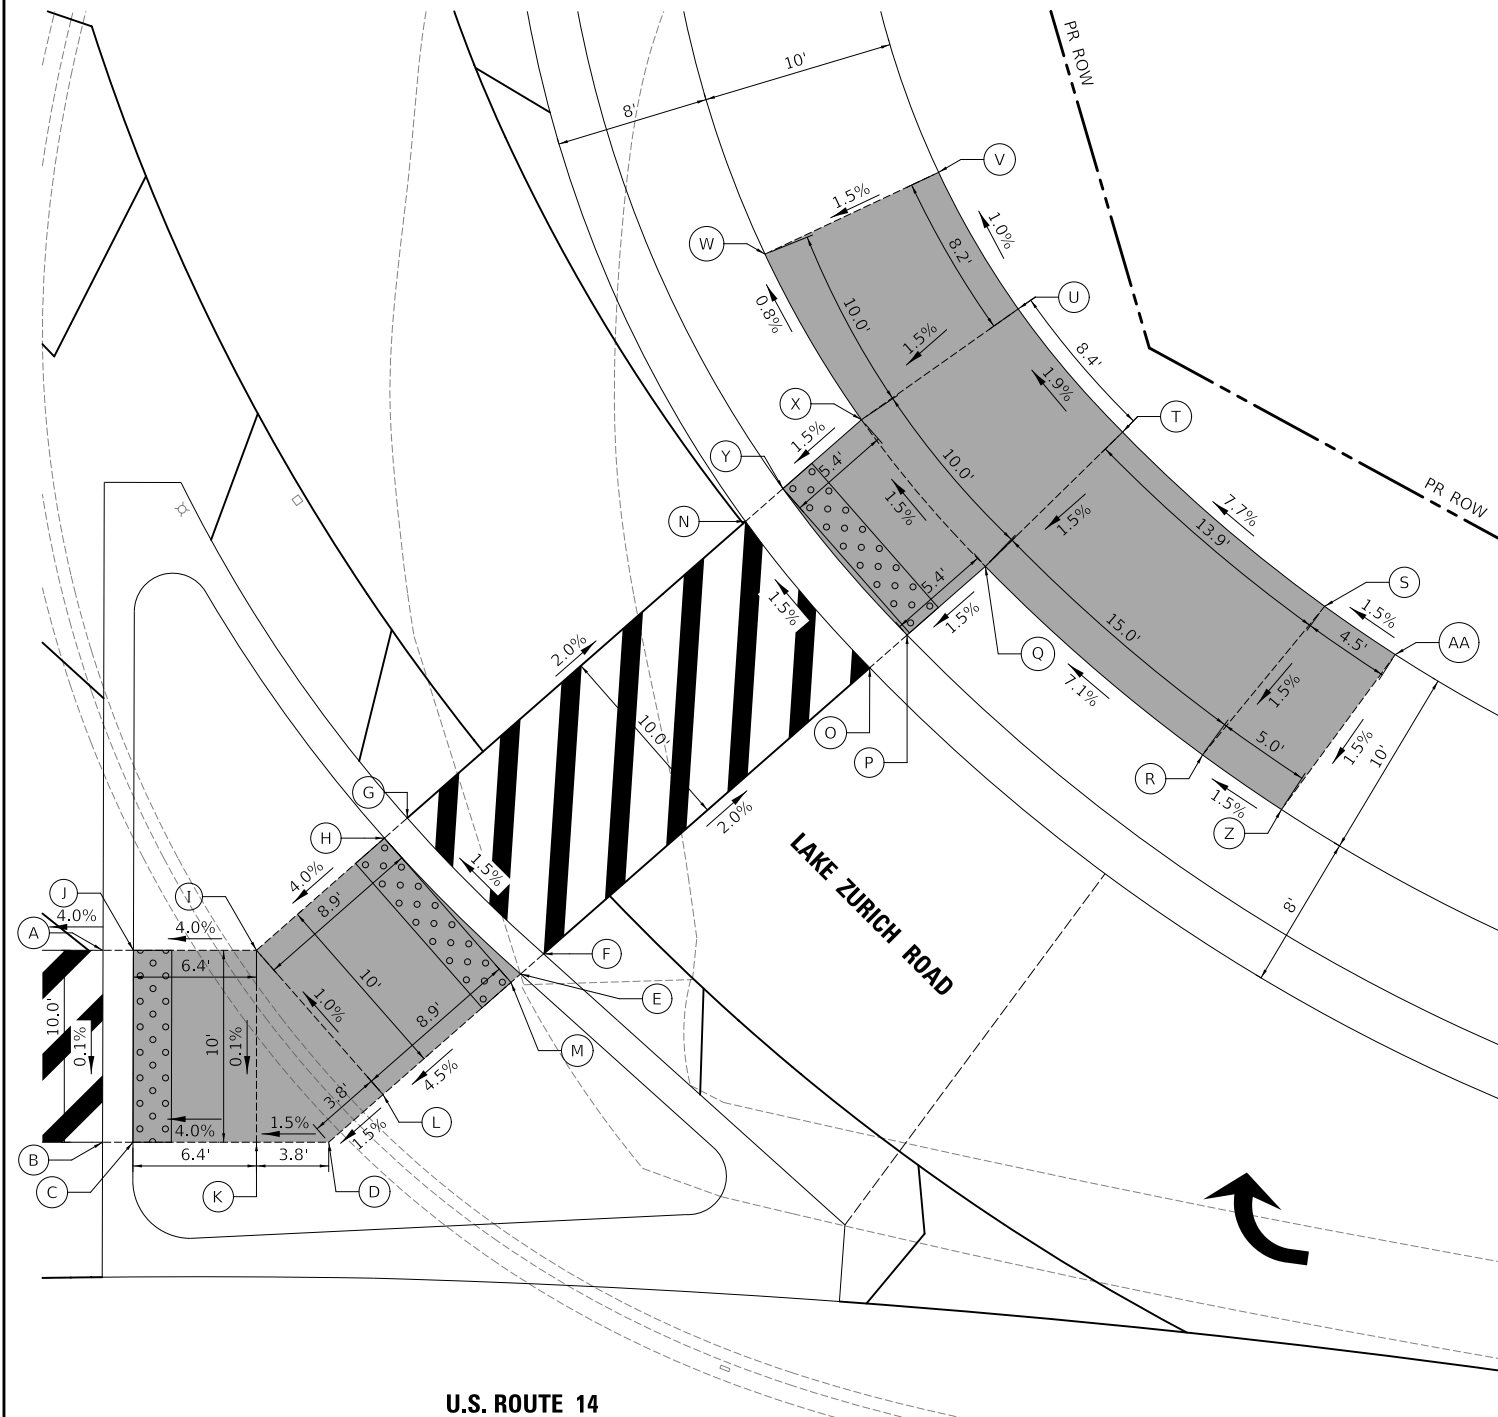 PR ROW
10'
8'
V
1.5%
1.0%
W
8.2'
U
0.8%
10.0'
1.5%
8.4'
1.9%
X
T
1.5%
Y
5.4'
10.0'
PR ROW
1.5%
1.5%
7.7%
13.9'
N
5.4'
S
1.5%
1.5%
1.5%
15.0'
4.5'
AA
Q
2.0%
1.5%
7.1%
10.0'
O
5.0'
1.5%
10'
P
R
G
1.5%
2.0%
Z
H
LAKE ZURICH ROAD
1.5%
4.0%
J
I
8.9'
8'
4.0%
A
4.0%
6.4'
F
10'
E
10.0'
1.0%
8.9'
0.1%
10'
0.1%
M
4.5%
3.8'
1.5%
L
4.0%
1.5%
B
6.4'
3.8'
C
K
D
U.S. ROUTE 14